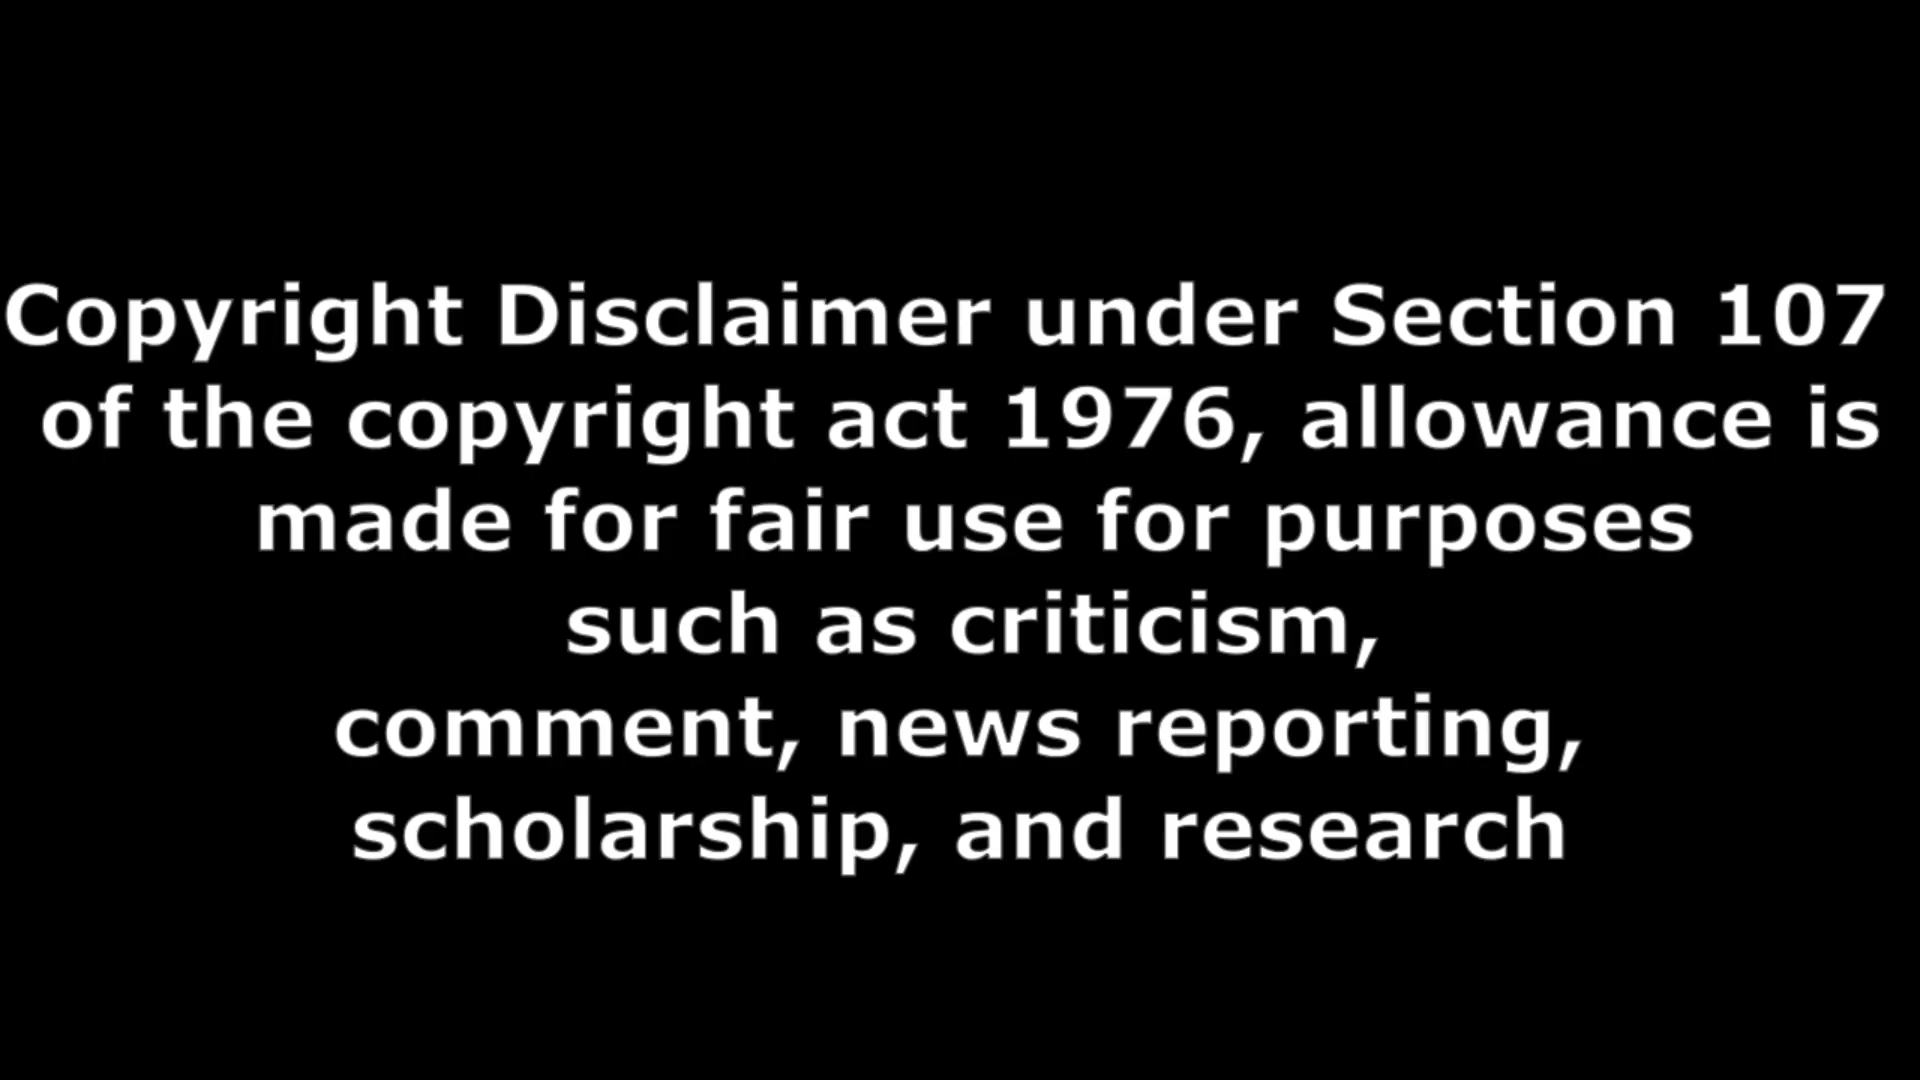 Copyright Disclaimer under Section 107
of the copyright act 1976, allowance is
made for fair use for purposes
such as criticism,
comment, news reporting,
scholarship, and research